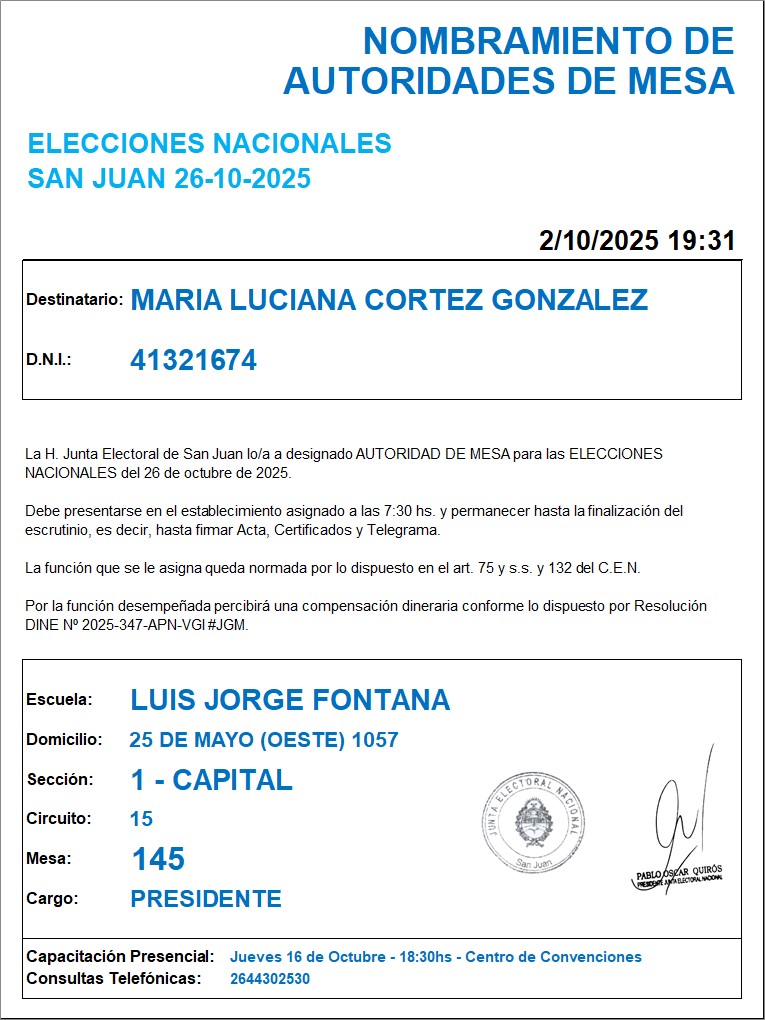 NOMBRAMIENTO DE
AUTORIDADES DE MESA
ELECCIONES NACIONALES
SAN JUAN 26-10-2025
2/10/2025 19:31
Destinatario: MARIA LUCIANA CORTEZ GONZALEZ
D.N.I.: 41321674
La H. Junta Electoral de San Juan lo/a a designado AUTORIDAD DE MESA para las ELECCIONES
NACIONALES del 26 de octubre de 2025.
Debe presentarse en el establecimiento asignado a las 7:30 hs. y permanecer hasta la finalización del
escrutinio, es decir, hasta firmar Acta, Certificados y Telegrama.
La función que se le asigna queda normada por lo dispuesto en el art. 75 y s.s. y 132 del C.E.N.
Por la función desempeñada percibirá una compensación dineraria conforme lo dispuesto por Resolución
DINE Nº 2025-347-APN-VGI#JGM.
Escuela: LUIS JORGE FONTANA
Domicilio: 25 DE MAYO (OESTE) 1057
Sección: 1 - CAPITAL
Circuito: 15
Mesa: 145
Cargo: PRESIDENTE
JUNTA ELECTORAL NACIONAL
San Juan
PABLO OSCAR QUIRÓS
PRESIDENTE JUNTA ELECTORAL NACIONAL
Capacitación Presencial: Jueves 16 de Octubre - 18:30hs - Centro de Convenciones
Consultas Telefónicas: 2644302530